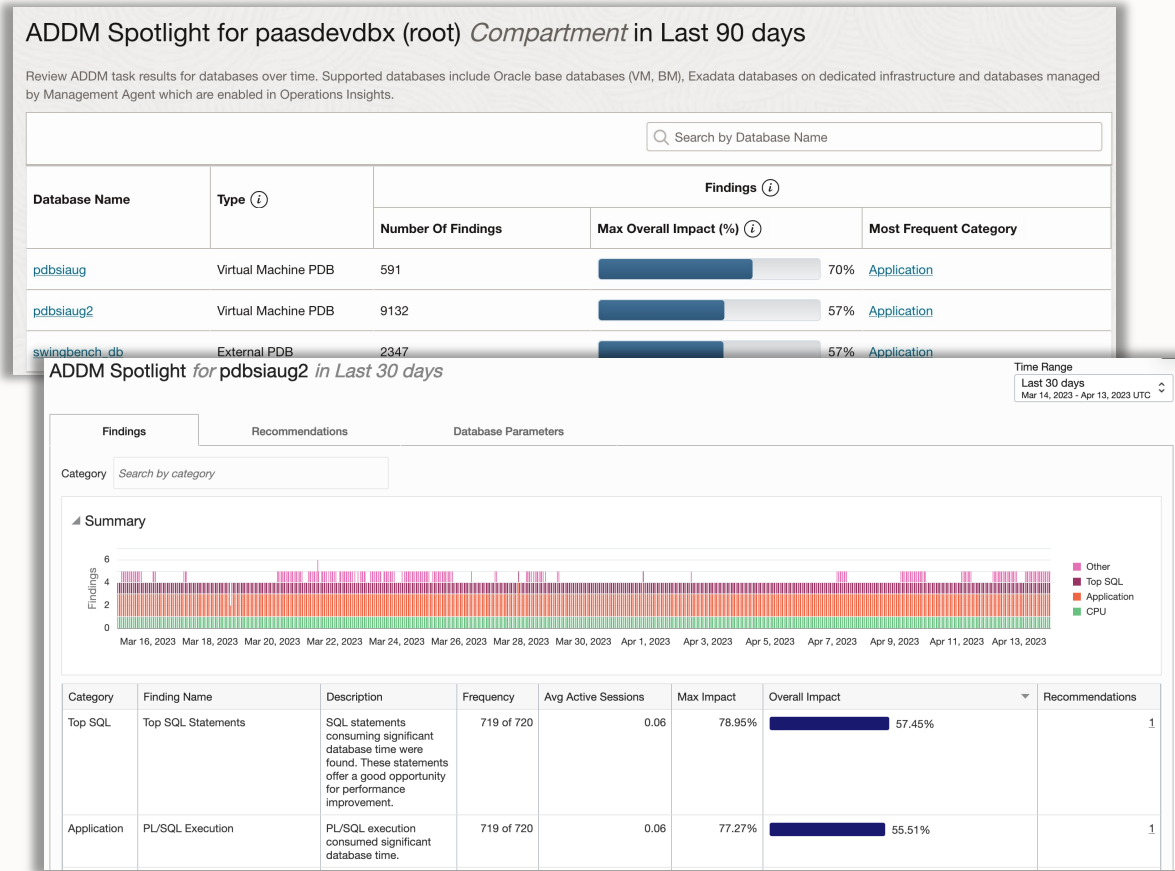 ADDM Spotlight for paasdevdbx (root) Compartment in Last 90 days
Review ADDM task results for databases over time. Supported databases include Oracle base databases (VM, BM), Exadata databases on dedicated infrastructure and databases managed
by Management Agent which are enabled in Operations Insights.
Search by Database Name
Findings i
Database Name Type i
Number Of Findings Max Overall Impact (%) i Most Frequent Category
pdbsiaug Virtual Machine PDB 591 70% Application
pdbsiaug2 Virtual Machine PDB 9132 57% Application
swingbench_db External PDB 2347 57% Application
ADDM Spotlight for pdbsiaug2 in Last 30 days
Time Range
Last 30 days
Mar 14, 2023 - Apr 13, 2023 UTC
Findings Recommendations Database Parameters
Category Search by category
Summary
Findings
6
4
2
0
Mar 16, 2023 Mar 18, 2023 Mar 20, 2023 Mar 22, 2023 Mar 24, 2023 Mar 26, 2023 Mar 28, 2023 Mar 30, 2023 Apr 1, 2023 Apr 3, 2023 Apr 5, 2023 Apr 7, 2023 Apr 9, 2023 Apr 11, 2023 Apr 13, 2023
Other
Top SQL
Application
CPU
Category Finding Name Description Frequency Avg Active Sessions Max Impact Overall Impact Recommendations
Top SQL Top SQL Statements SQL statements 719 of 720 0.06 78.95% 57.45% 1
consuming significant
database time were
found. These statements
offer a good opportunity
for performance
improvement.
Application PL/SQL Execution PL/SQL execution 719 of 720 0.06 77.27% 55.51% 1
consumed significant
database time.